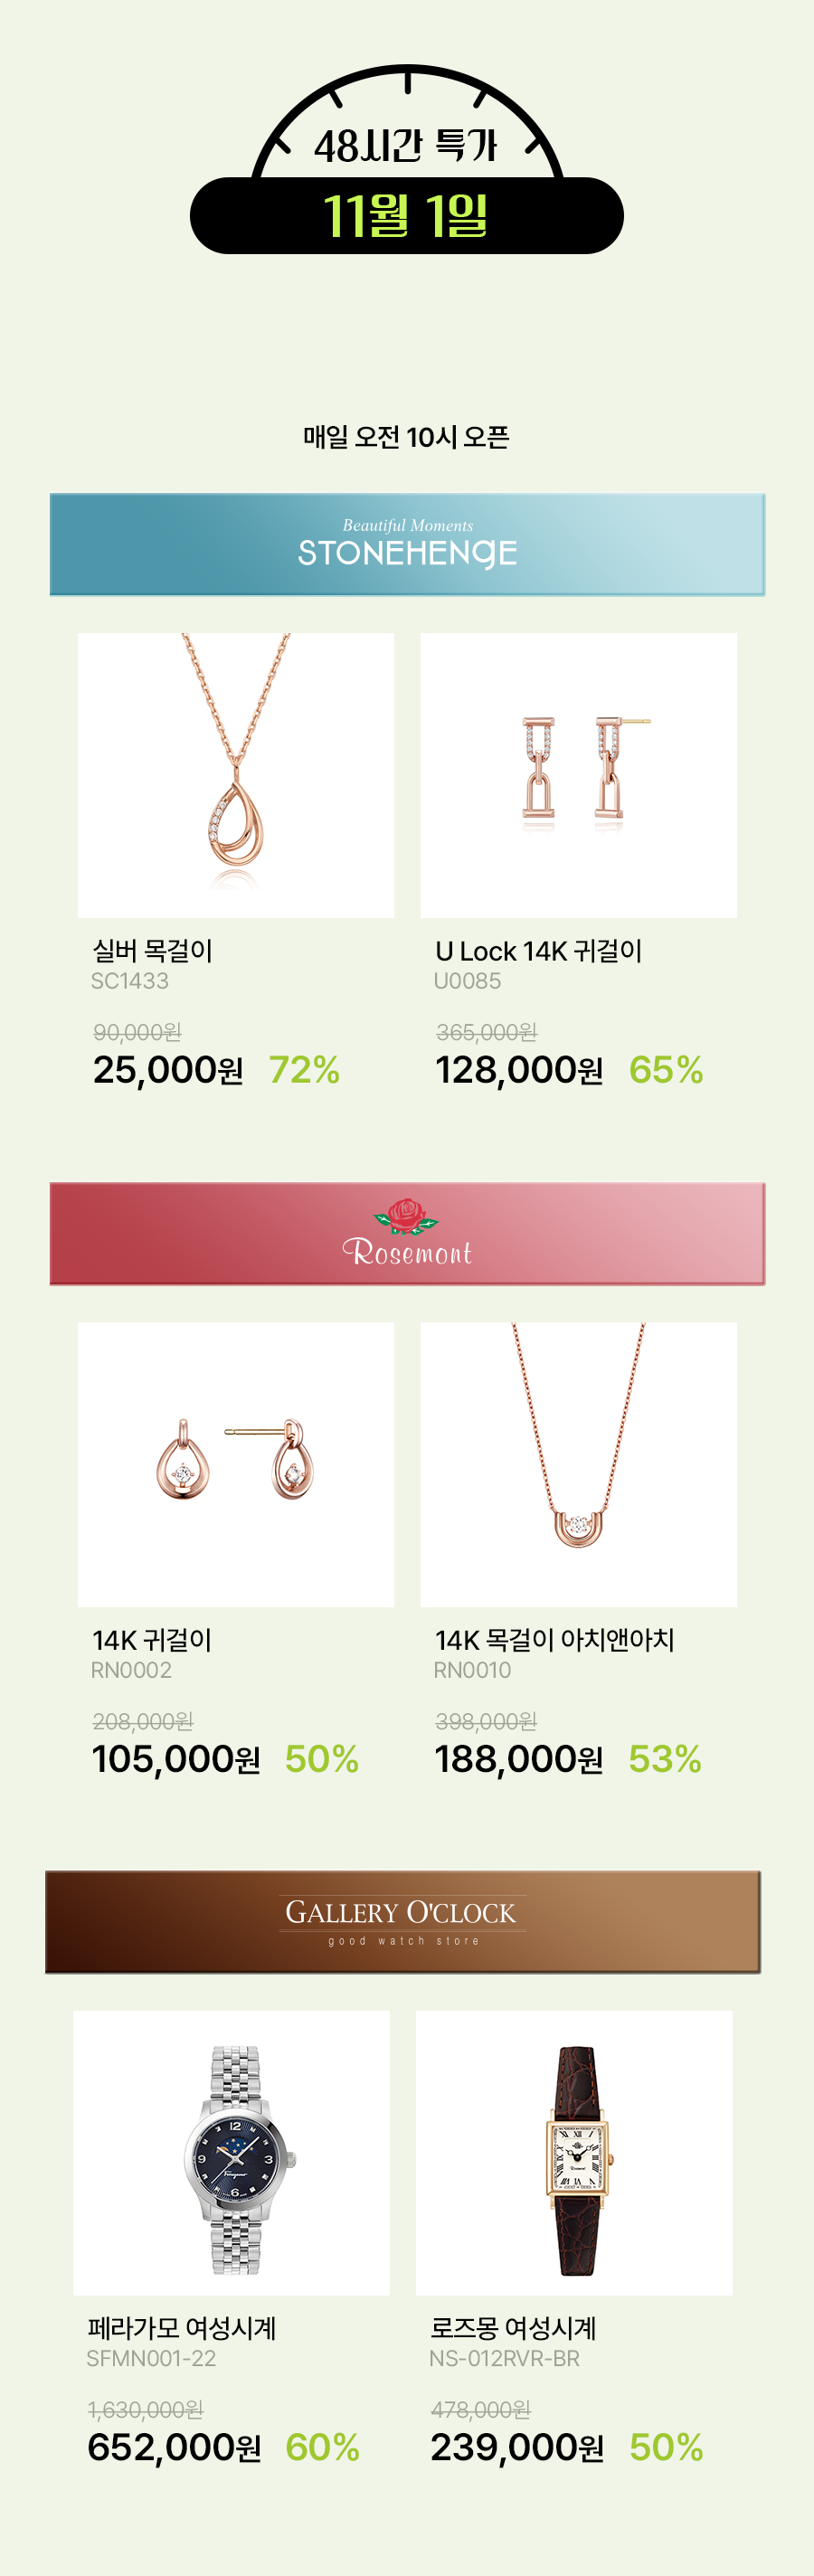 48시간 특가
11월 1일
매일 오전 10시 오픈
Beautiful Moments
STONEHENgE
실버 목걸이
SC1433
90,000원
25,000원 72%
U Lock 14K 귀걸이
U0085
365,000원
128,000원 65%
Rosemont
14K 귀걸이
RN0002
208,000원
105,000원 50%
14K 목걸이 아치앤아치
RN0010
398,000원
188,000원 53%
GALLERY O'CLOCK
good watch store
12
9 3
6
Ferragamo
Rosemont
페라가모 여성시계
SFMN001-22
1,630,000원
652,000원 60%
로즈몽 여성시계
NS-012RVR-BR
478,000원
239,000원 50%